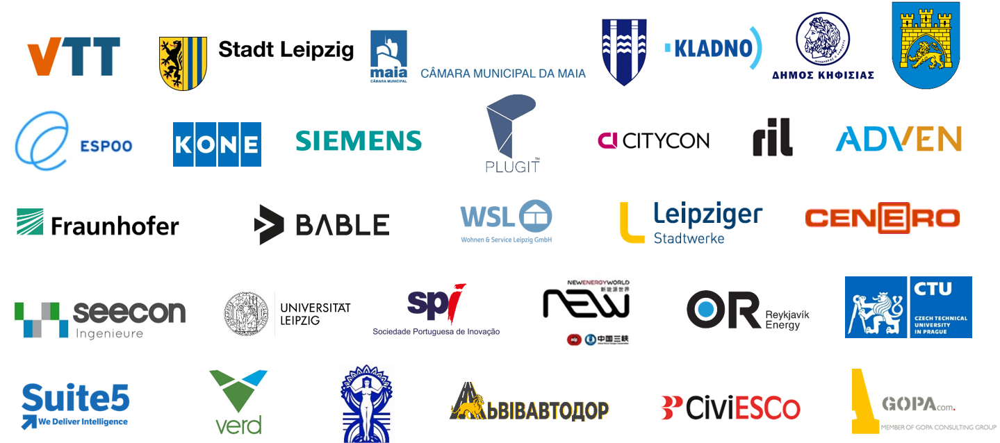 VTT
Stadt Leipzig
maia
CÂMARA MUNICIPAL
CÂMARA MUNICIPAL DA MAIA
KLADNO
ΔΗΜΟΣ ΚΗΦΙΣΙΑΣ
ESPOO
KONE
SIEMENS
PLUGIT
TM
CITYCON
ril
ADVEN
Fraunhofer
BABLE
WSL
Wohnen & Service Leipzig GmbH
Leipziger
Stadtwerke
CENERO
seecon
Ingenieure
UNIVERSITÄT
LEIPZIG
spi
Sociedade Portuguesa de Inovação
NEWENERGYWORLD
新能源世界
NEW
edp
中国三峡
OR
Reykjavík
Energy
CTU
CZECH TECHNICAL
UNIVERSITY
IN PRAGUE
Suite5
We Deliver Intelligence
verd
ЛЬВІВАВТОДОР
CiviESCo
GOPA com.
MEMBER OF GOPA CONSULTING GROUP